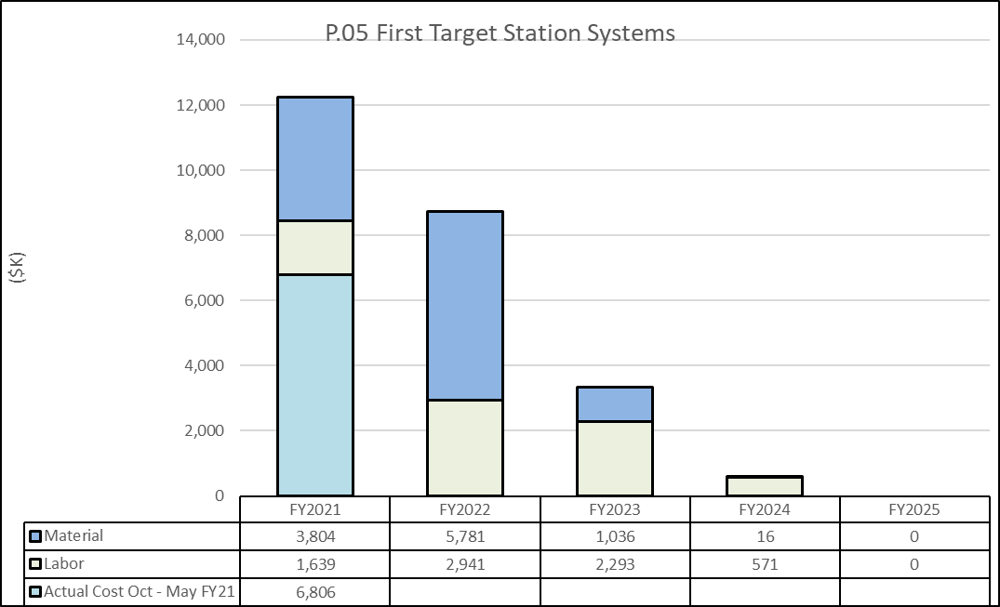 P.05 First Target Station Systems
14,000
12,000
10,000
8,000
6,000
4,000
2,000
0
($K)
FY2021 FY2022 FY2023 FY2024 FY2025
Material 3,804 5,781 1,036 16 0
Labor 1,639 2,941 2,293 571 0
Actual Cost Oct - May FY21 6,806